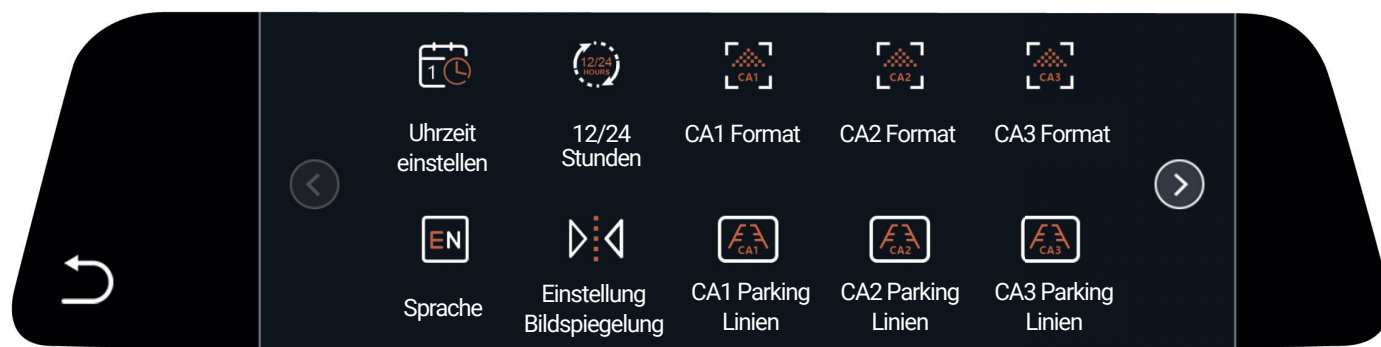 1
12/24
HOURS
CA1
CA2
CA3
Uhrzeit
einstellen
12/24
Stunden
CA1 Format
CA2 Format
CA3 Format
EN
CA1
CA2
CA3
Sprache
Einstellung
Bildspiegelung
CA1 Parking
Linien
CA2 Parking
Linien
CA3 Parking
Linien